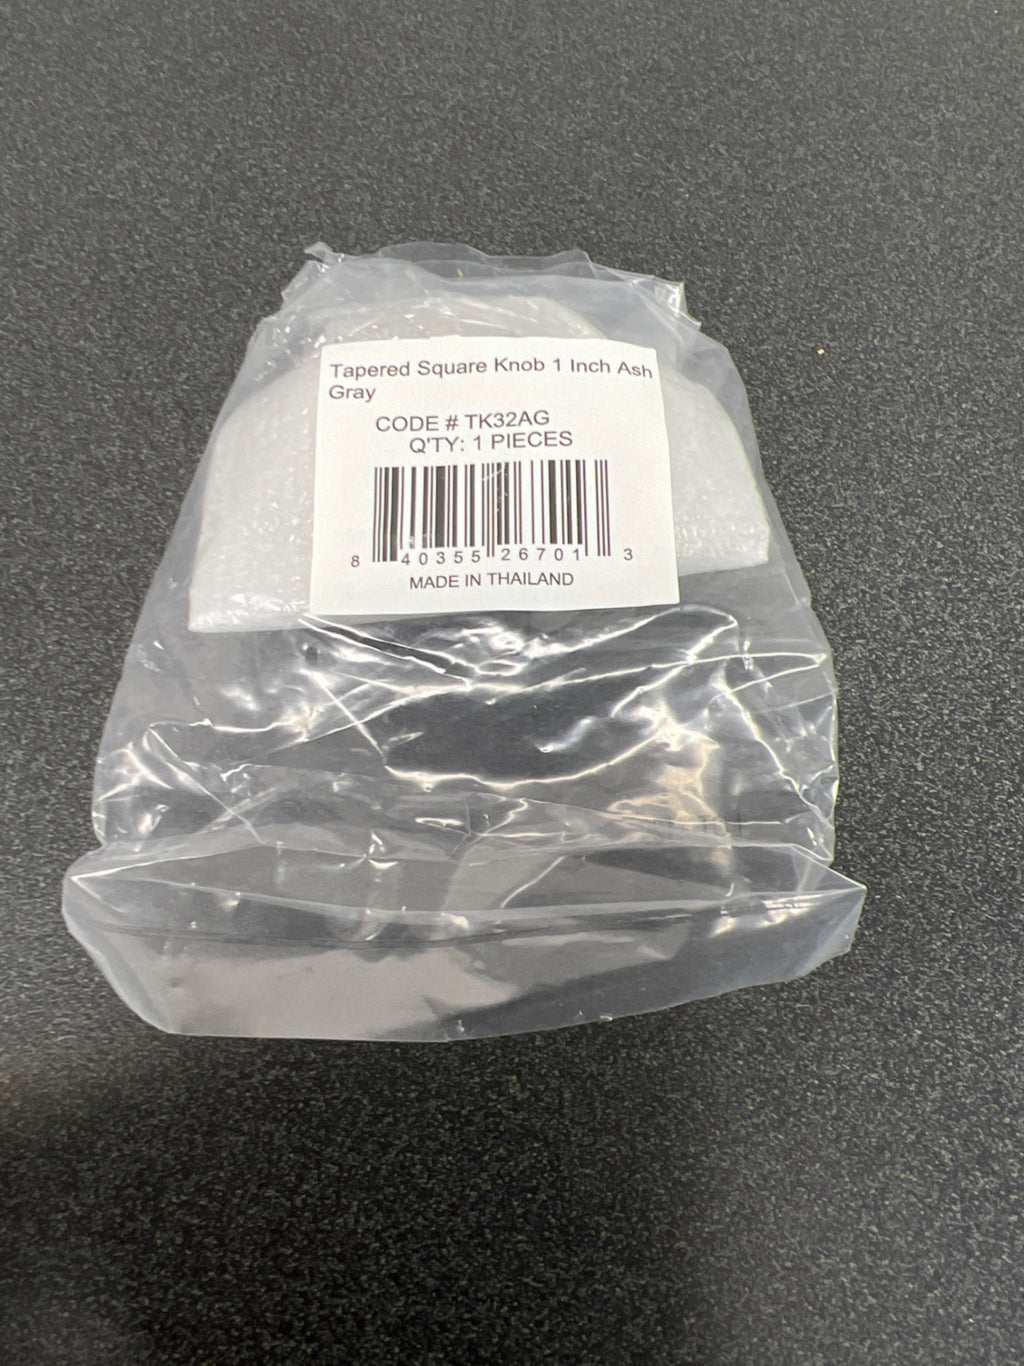 Tapered Square Knob 1 Inch Ash
Gray
CODE # TK32AG
Q'TY: 1 PIECES
8 40355 26701 3
MADE IN THAILAND